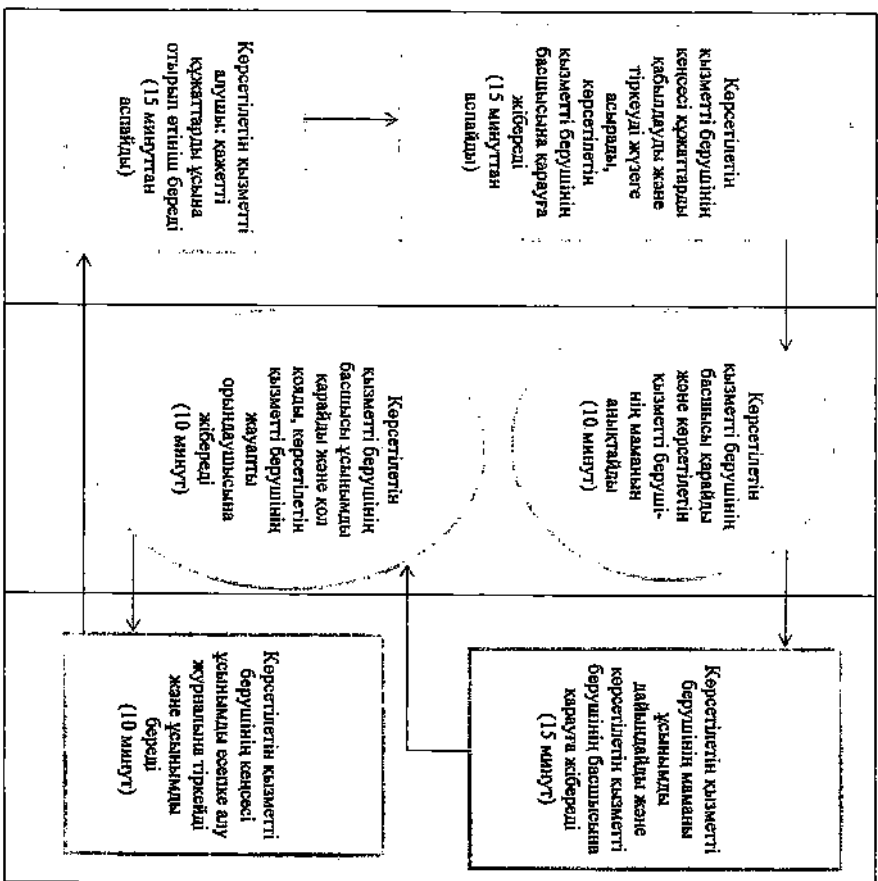 Көрсетілетін
қызметті берушінің
кеңсесі құжаттарды
қабылдауды және
тіркеуді жүзеге
асырады,
көрсетілетін
қызметті берушінің
басшысына қарауға
жібереді
(15 минуттан
аспайды)
Көрсетілетін
қызметті берушінің
басшысы қарайды
және көрсетілетін
қызметті беруші-
нің маманын
анықтайды
(10 минут)
Көрсетілетін қызметті
берушінің маманы
ұсынымды
дайындайды және
көрсетілетін қызметті
берушінің басшысына
қарауға жібереді
(15 минут)
Көрсетілетін қызметті
алушы: қажетті
құжаттарды ұсына
отырып өтініш береді
(15 минуттан
аспайды)
Көрсетілетін
қызметті берушінің
басшысы ұсынымды
қарайды және қол
қояды, көрсетілетін
қызметті берушінің
жауапты
орындаушысына
жібереді
(10 минут)
Көрсетілетін қызметті
берушінің кеңсесі
ұсынымды есепке алу
журналына тіркейді
және ұсынымды
береді
(10 минут)